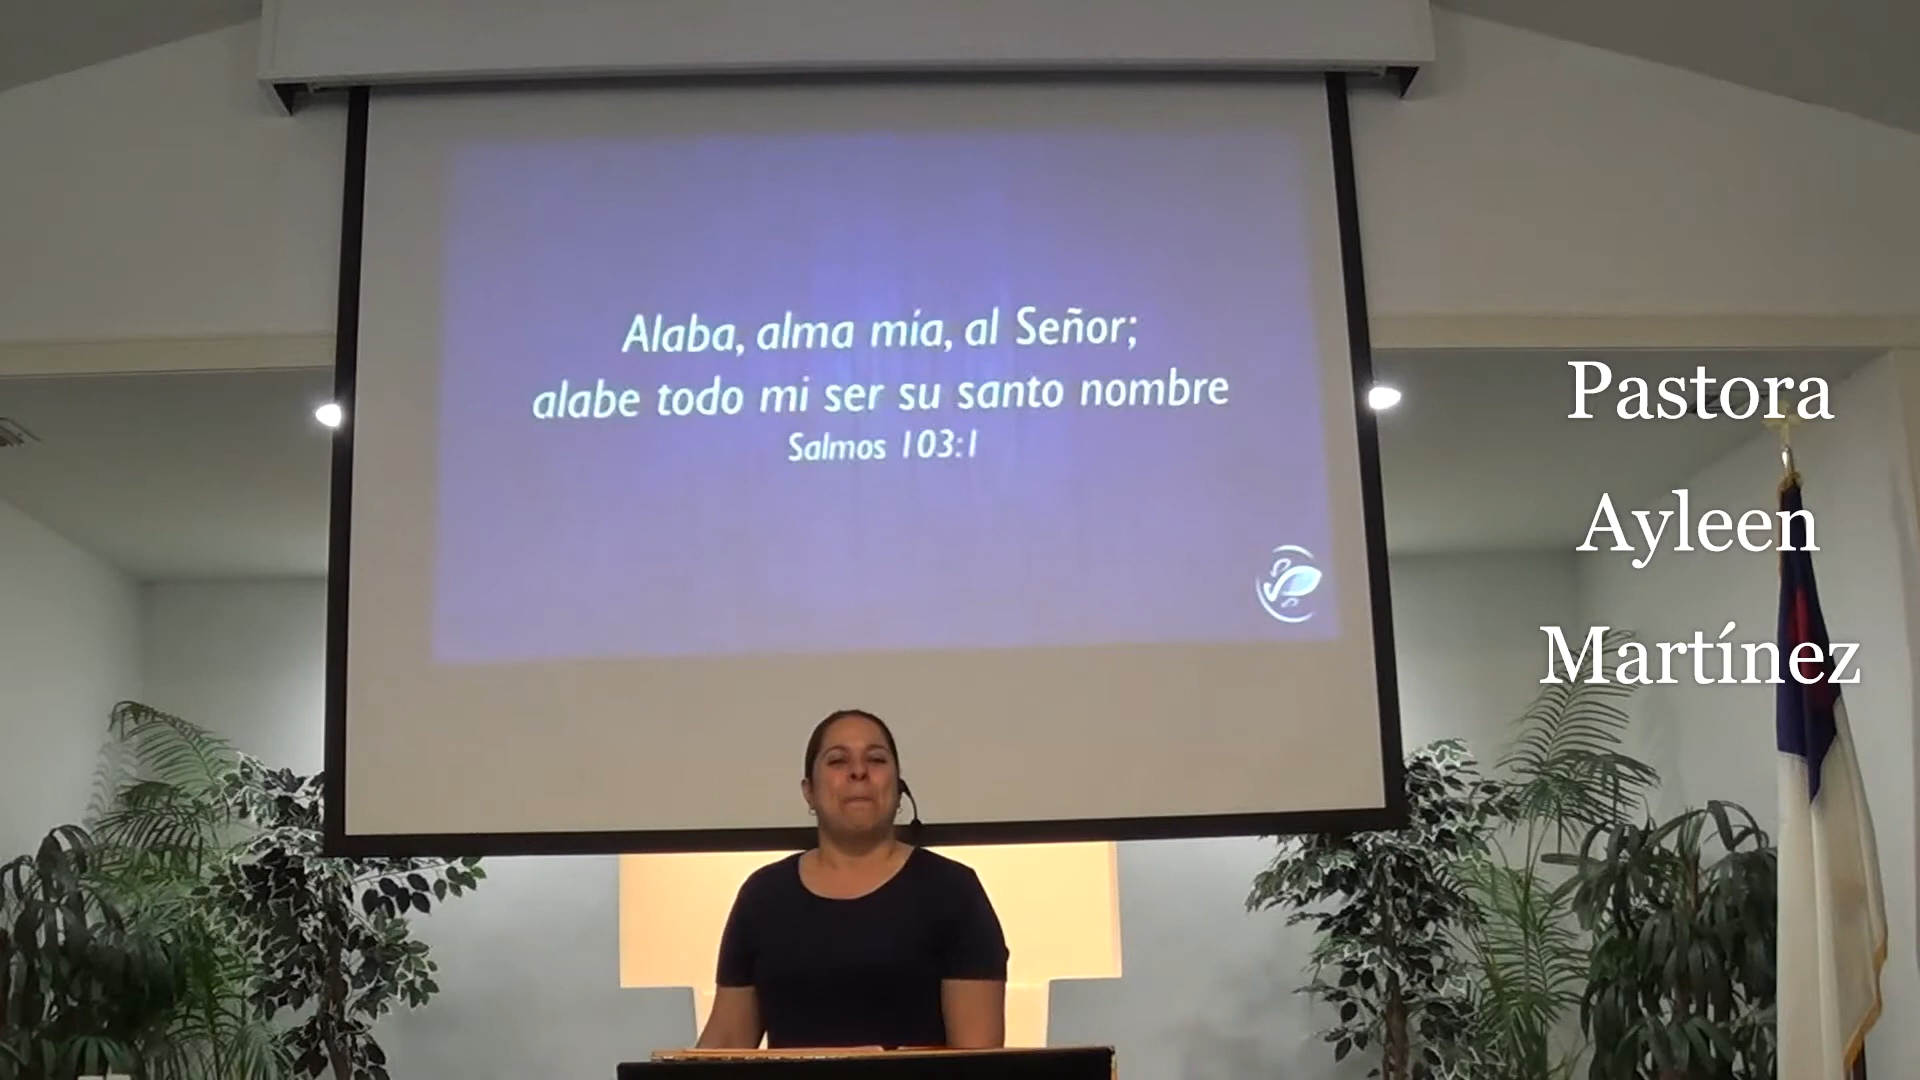 Alaba, alma mía, al Señor;
alabe todo mi ser su santo nombre
Salmos 103:1
Pastora
Ayleen
Martínez